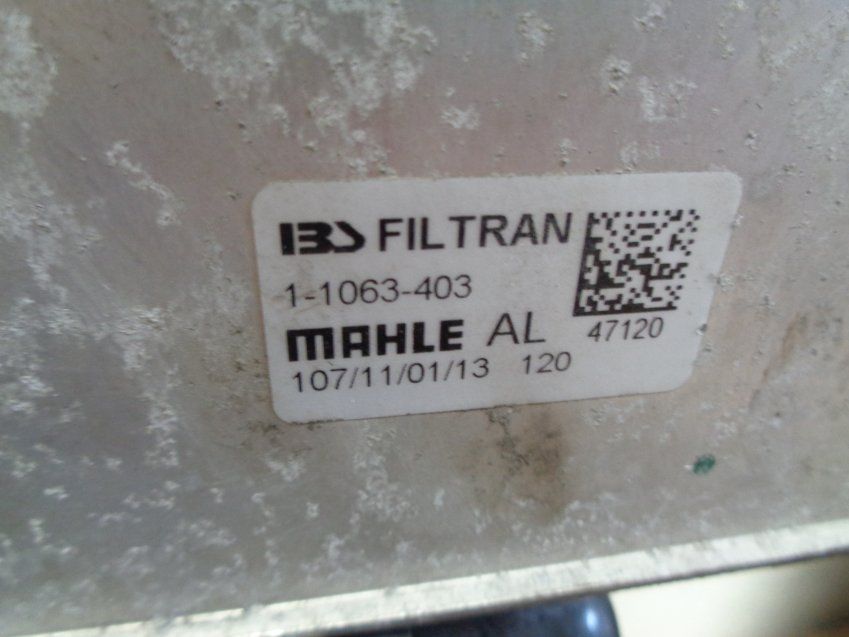 IBS FILTRAN
1-1063-403
MAHLE AL 47120
107/11/01/13 120